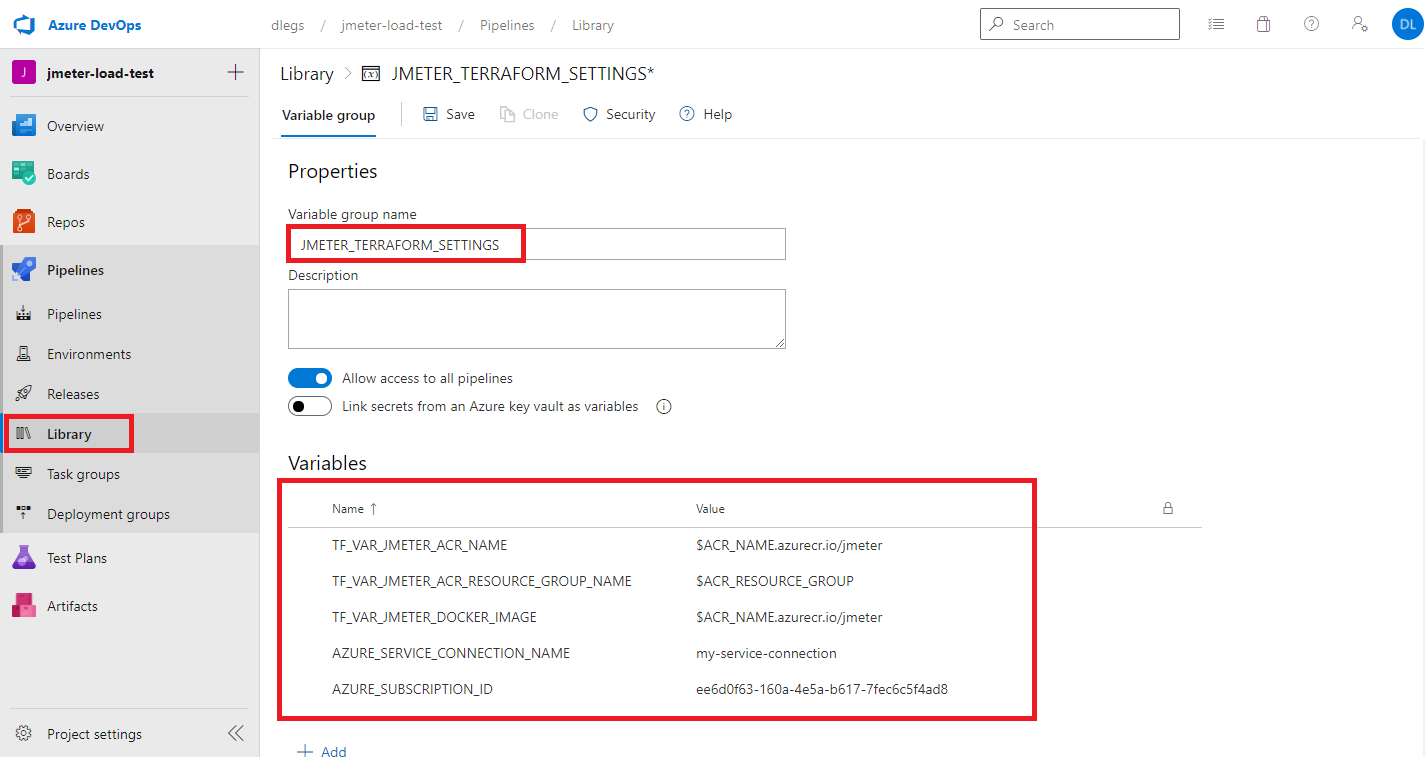 Azure DevOps
dlegs / jmeter-load-test / Pipelines / Library
Search
DL
J jmeter-load-test
Overview
Boards
Repos
Pipelines
Pipelines
Environments
Releases
Library
Task groups
Deployment groups
Test Plans
Artifacts
Project settings
Library > (x) JMETER_TERRAFORM_SETTINGS*
Variable group Save Clone Security ? Help
Properties
Variable group name
JMETER_TERRAFORM_SETTINGS
Description
Allow access to all pipelines
Link secrets from an Azure key vault as variables
Variables
Name ↑ Value
TF_VAR_JMETER_ACR_NAME $ACR_NAME.azurecr.io/jmeter
TF_VAR_JMETER_ACR_RESOURCE_GROUP_NAME $ACR_RESOURCE_GROUP
TF_VAR_JMETER_DOCKER_IMAGE $ACR_NAME.azurecr.io/jmeter
AZURE_SERVICE_CONNECTION_NAME my-service-connection
AZURE_SUBSCRIPTION_ID ee6d0f63-160a-4e5a-b617-7fec6c5f4ad8
+ Add